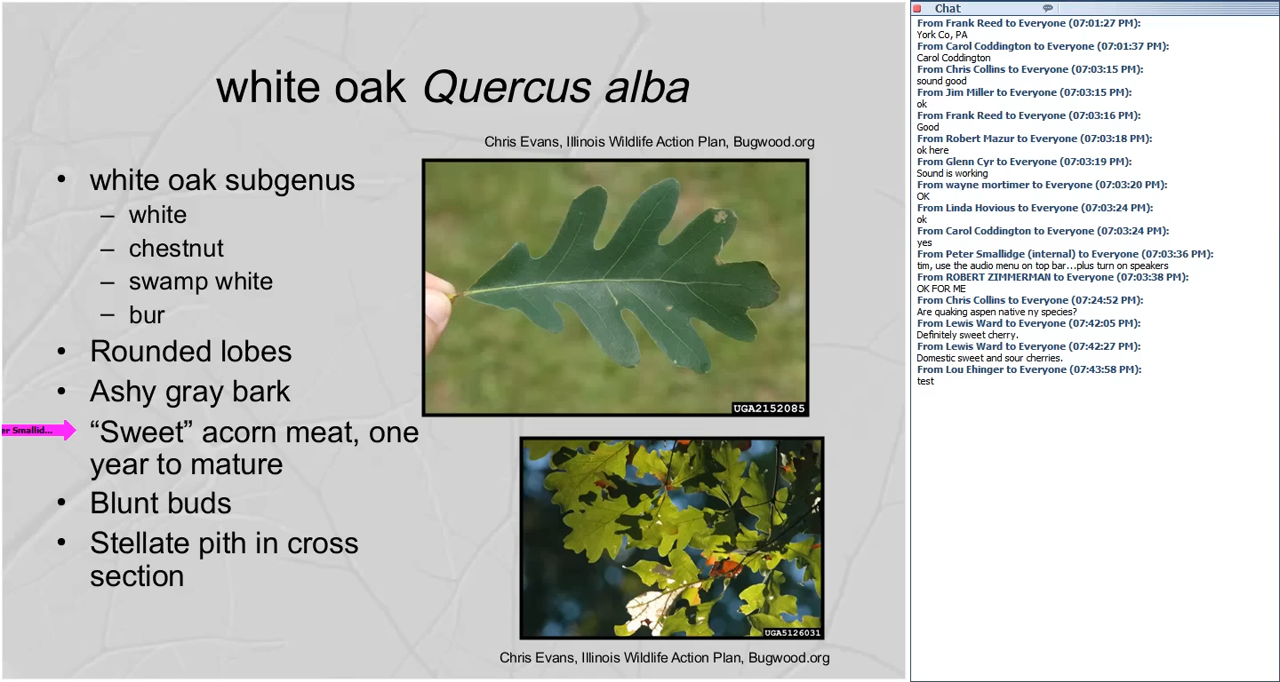 white oak Quercus alba
Chris Evans, Illinois Wildlife Action Plan, Bugwood.org
• white oak subgenus
– white
– chestnut
– swamp white
– bur
• Rounded lobes
• Ashy gray bark
er Smallid...
• “Sweet” acorn meat, one
year to mature
• Blunt buds
• Stellate pith in cross
section
UGA2152085
UGA5126031
Chris Evans, Illinois Wildlife Action Plan, Bugwood.org
Chat
From Frank Reed to Everyone (07:01:27 PM):
York Co, PA
From Carol Coddington to Everyone (07:01:37 PM):
Carol Coddington
From Chris Collins to Everyone (07:03:15 PM):
sound good
From Jim Miller to Everyone (07:03:15 PM):
ok
From Frank Reed to Everyone (07:03:16 PM):
Good
From Robert Mazur to Everyone (07:03:18 PM):
ok here
From Glenn Cyr to Everyone (07:03:19 PM):
Sound is working
From wayne mortimer to Everyone (07:03:20 PM):
OK
From Linda Hovious to Everyone (07:03:24 PM):
ok
From Carol Coddington to Everyone (07:03:24 PM):
yes
From Peter Smallidge (internal) to Everyone (07:03:36 PM):
tim, use the audio menu on top bar...plus turn on speakers
From ROBERT ZIMMERMAN to Everyone (07:03:38 PM):
OK FOR ME
From Chris Collins to Everyone (07:24:52 PM):
Are quaking aspen native ny species?
From Lewis Ward to Everyone (07:42:05 PM):
Definitely sweet cherry.
From Lewis Ward to Everyone (07:42:27 PM):
Domestic sweet and sour cherries.
From Lou Ehinger to Everyone (07:43:58 PM):
test